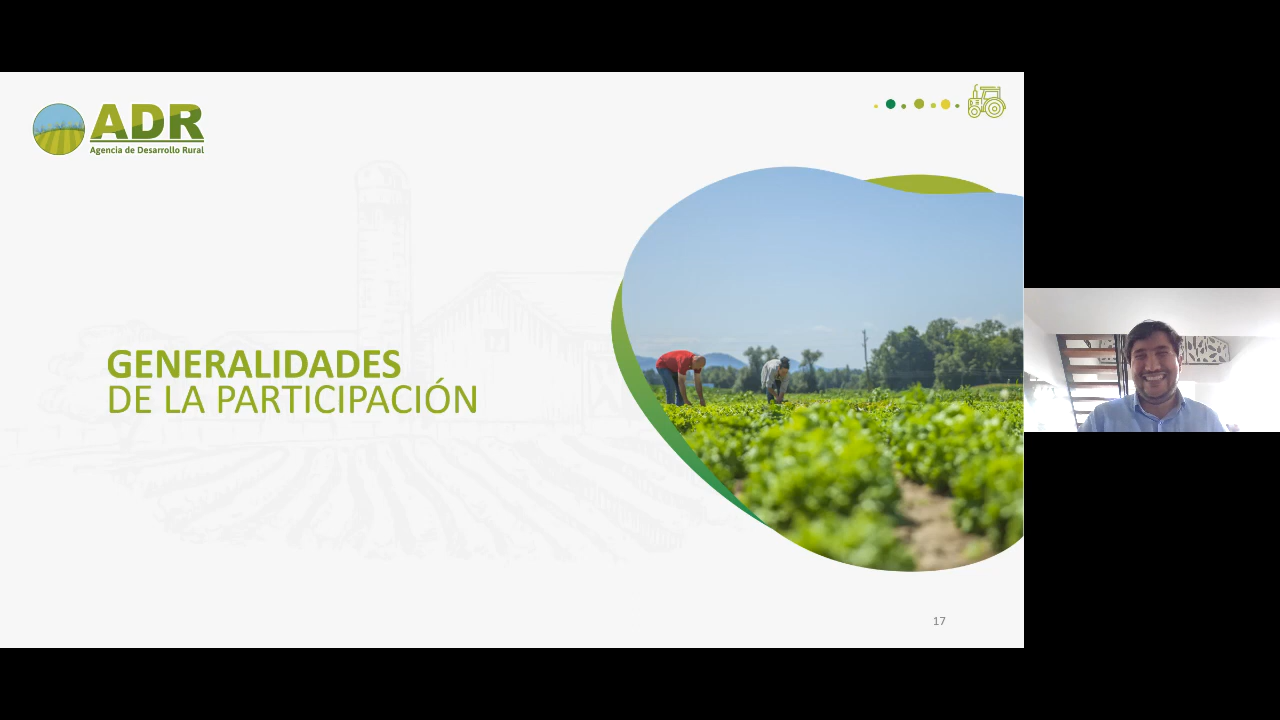 ADR
Agencia de Desarrollo Rural
GENERALIDADES
DE LA PARTICIPACIÓN
17